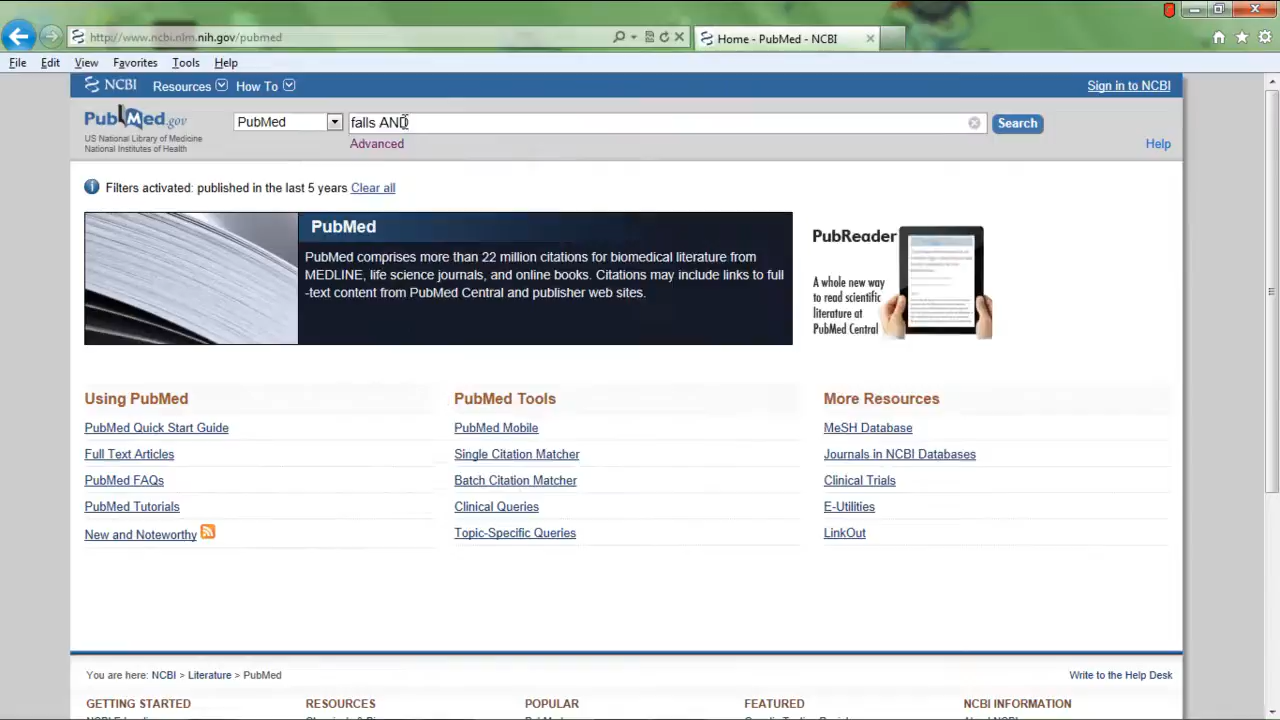 http://www.ncbi.nlm.nih.gov/pubmed
Home - PubMed - NCBI
File Edit View Favorites Tools Help
NCBI Resources How To Sign in to NCBI
PubMed.gov
US National Library of Medicine
National Institutes of Health
PubMed
falls AND
Search
Advanced
Help
Filters activated: published in the last 5 years Clear all
PubMed
PubMed comprises more than 22 million citations for biomedical literature from
MEDLINE, life science journals, and online books. Citations may include links to full
-text content from PubMed Central and publisher web sites.
PubReader
A whole new way
to read scientific
literature at
PubMed Central
Using PubMed
PubMed Quick Start Guide
Full Text Articles
PubMed FAQs
PubMed Tutorials
New and Noteworthy
PubMed Tools
PubMed Mobile
Single Citation Matcher
Batch Citation Matcher
Clinical Queries
Topic-Specific Queries
More Resources
MeSH Database
Journals in NCBI Databases
Clinical Trials
E-Utilities
LinkOut
You are here: NCBI > Literature > PubMed
Write to the Help Desk
GETTING STARTED RESOURCES POPULAR FEATURED NCBI INFORMATION